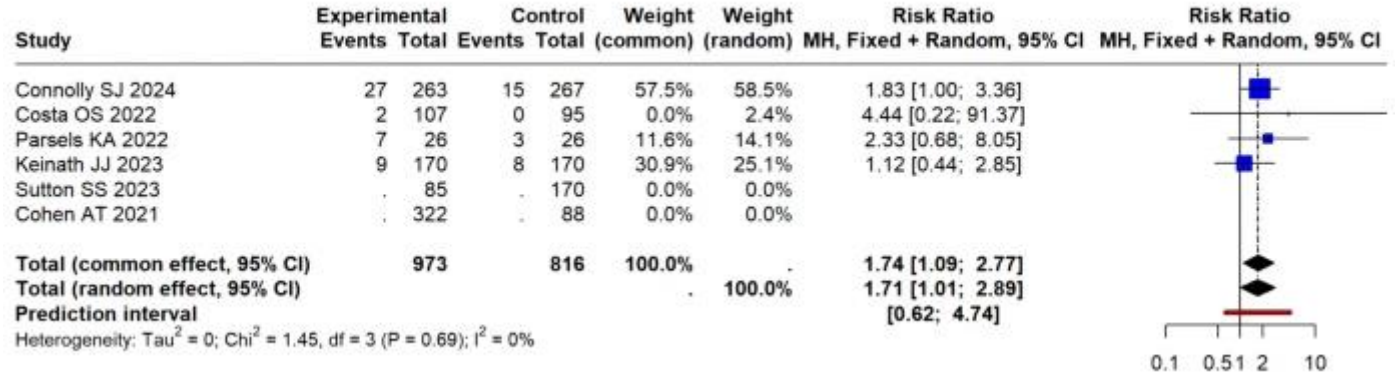 Experimental Control Weight Weight Risk Ratio Risk Ratio
Study Events Total Events Total (common) (random) MH, Fixed + Random, 95% CI MH, Fixed + Random, 95% CI
Connolly SJ 2024 27 263 15 267 57.5% 58.5% 1.83 [1.00; 3.36]
Costa OS 2022 2 107 0 95 0.0% 2.4% 4.44 [0.22; 91.37]
Parsels KA 2022 7 26 3 26 11.6% 14.1% 2.33 [0.68; 8.05]
Keinath JJ 2023 9 170 8 170 30.9% 25.1% 1.12 [0.44; 2.85]
Sutton SS 2023 . 85 . 170 0.0% 0.0%
Cohen AT 2021 . 322 . 88 0.0% 0.0%
Total (common effect, 95% CI) 973 816 100.0% . 1.74 [1.09; 2.77]
Total (random effect, 95% CI) . 100.0% 1.71 [1.01; 2.89]
Prediction interval [0.62; 4.74]
Heterogeneity: Tau² = 0; Chi² = 1.45, df = 3 (P = 0.69); I² = 0%
0.1 0.5 1 2 10